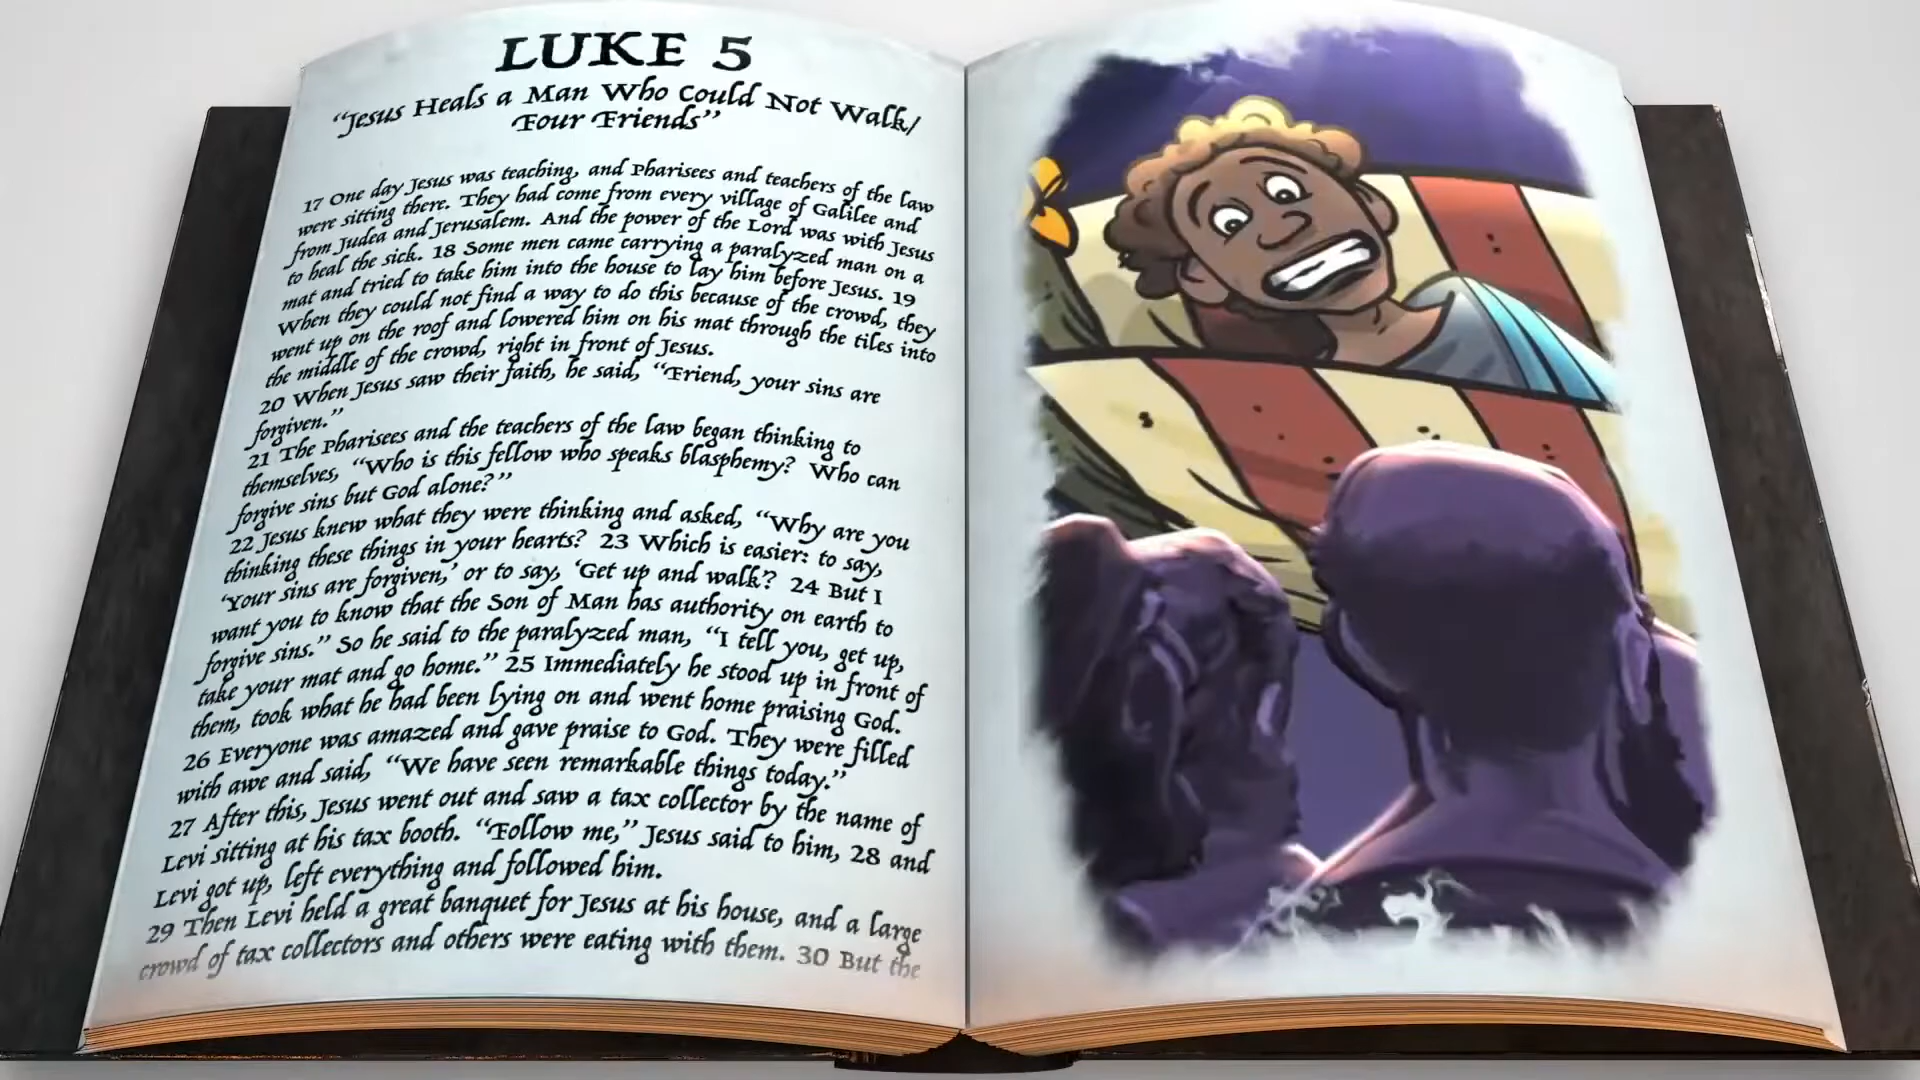 LUKE 5
“Jesus Heals a Man Who Could Not Walk/
Four Friends”
17 One day Jesus was teaching, and Pharisees and teachers of the law
were sitting there. They had come from every village of Galilee and
from Judea and Jerusalem. And the power of the Lord was with Jesus
to heal the sick. 18 Some men came carrying a paralyzed man on a
mat and tried to take him into the house to lay him before Jesus. 19
When they could not find a way to do this because of the crowd, they
went up on the roof and lowered him on his mat through the tiles into
the middle of the crowd, right in front of Jesus.
20 When Jesus saw their faith, he said, “Friend, your sins are
forgiven.”
21 The Pharisees and the teachers of the law began thinking to
themselves, “Who is this fellow who speaks blasphemy? Who can
forgive sins but God alone?”
22 Jesus knew what they were thinking and asked, “Why are you
thinking these things in your hearts? 23 Which is easier: to say,
‘Your sins are forgiven,’ or to say, ‘Get up and walk’? 24 But I
want you to know that the Son of Man has authority on earth to
forgive sins.” So he said to the paralyzed man, “I tell you, get up,
take your mat and go home.” 25 Immediately he stood up in front of
them, took what he had been lying on and went home praising God.
26 Everyone was amazed and gave praise to God. They were filled
with awe and said, “We have seen remarkable things today.”
27 After this, Jesus went out and saw a tax collector by the name of
Levi sitting at his tax booth. “Follow me,” Jesus said to him, 28 and
Levi got up, left everything and followed him.
29 Then Levi held a great banquet for Jesus at his house, and a large
crowd of tax collectors and others were eating with them. 30 But the